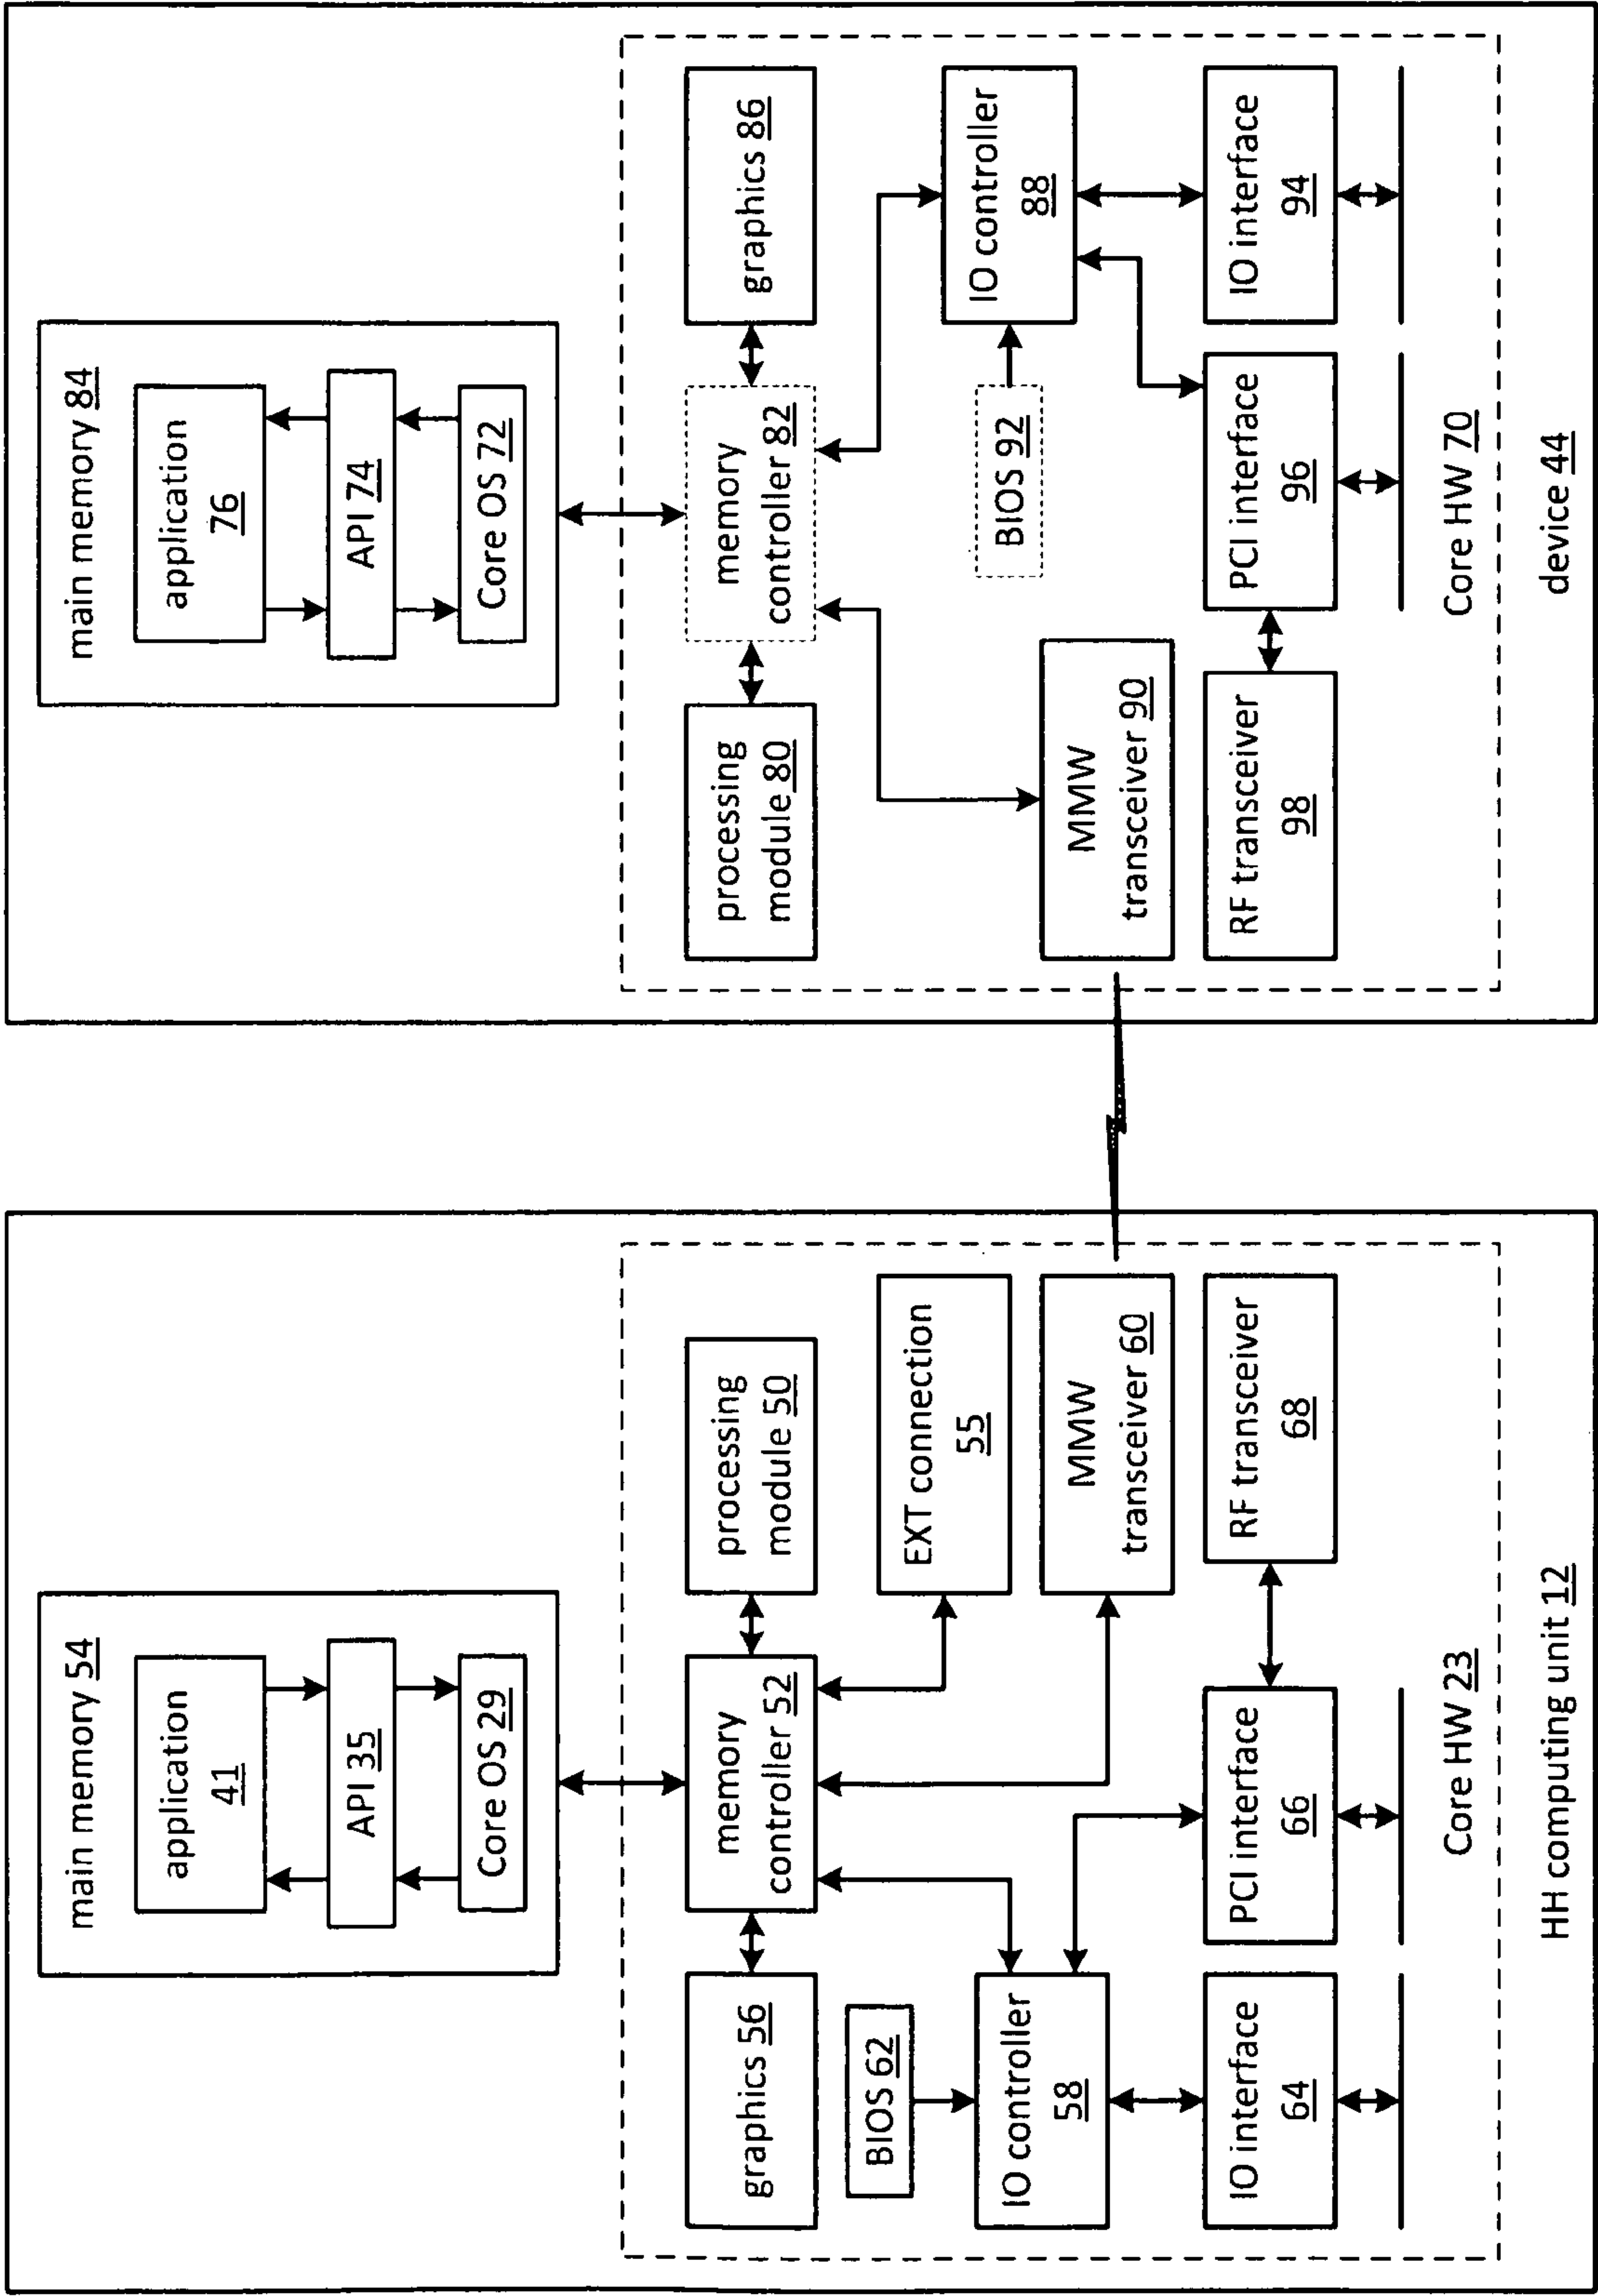 main memory 54
application
41
API 35
Core OS 29
graphics 56
memory
controller 52
processing
module 50
BIOS 62
EXT connection
55
IO controller
58
MMW
transceiver 60
IO interface
64
PCI interface
66
RF transceiver
68
Core HW 23
HH computing unit 12
main memory 84
application
76
API 74
Core OS 72
processing
module 80
memory
controller 82
graphics 86
IO controller
88
BIOS 92
MMW
transceiver 90
RF transceiver
98
PCI interface
96
IO interface
94
Core HW 70
device 44